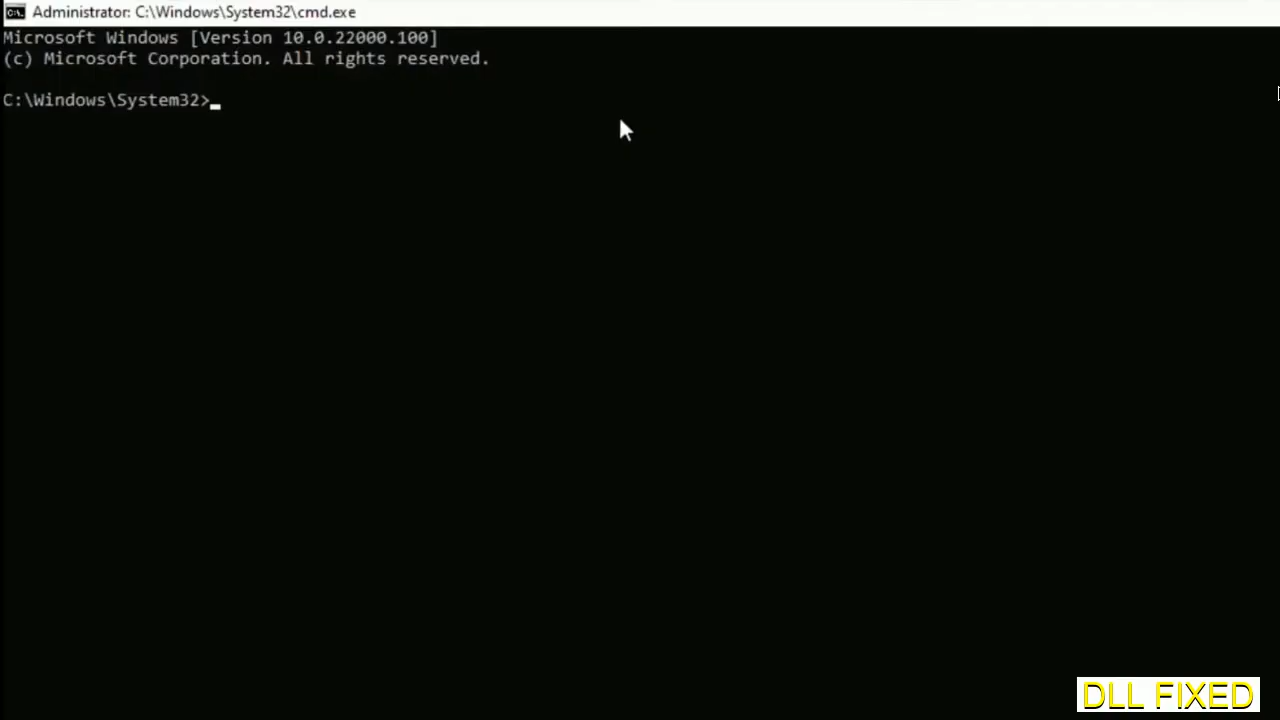 Administrator: C:\Windows\System32\cmd.exe
Microsoft Windows [Version 10.0.22000.100]
(c) Microsoft Corporation. All rights reserved.
C:\Windows\System32>
DLL FIXED